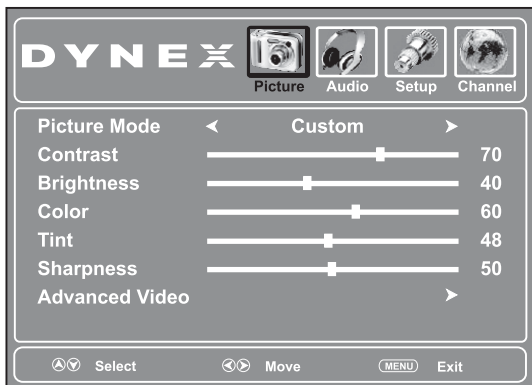 DYNEX
Picture Audio Setup Channel
Picture Mode Custom
Contrast 70
Brightness 40
Color 60
Tint 48
Sharpness 50
Advanced Video
Select Move MENU Exit